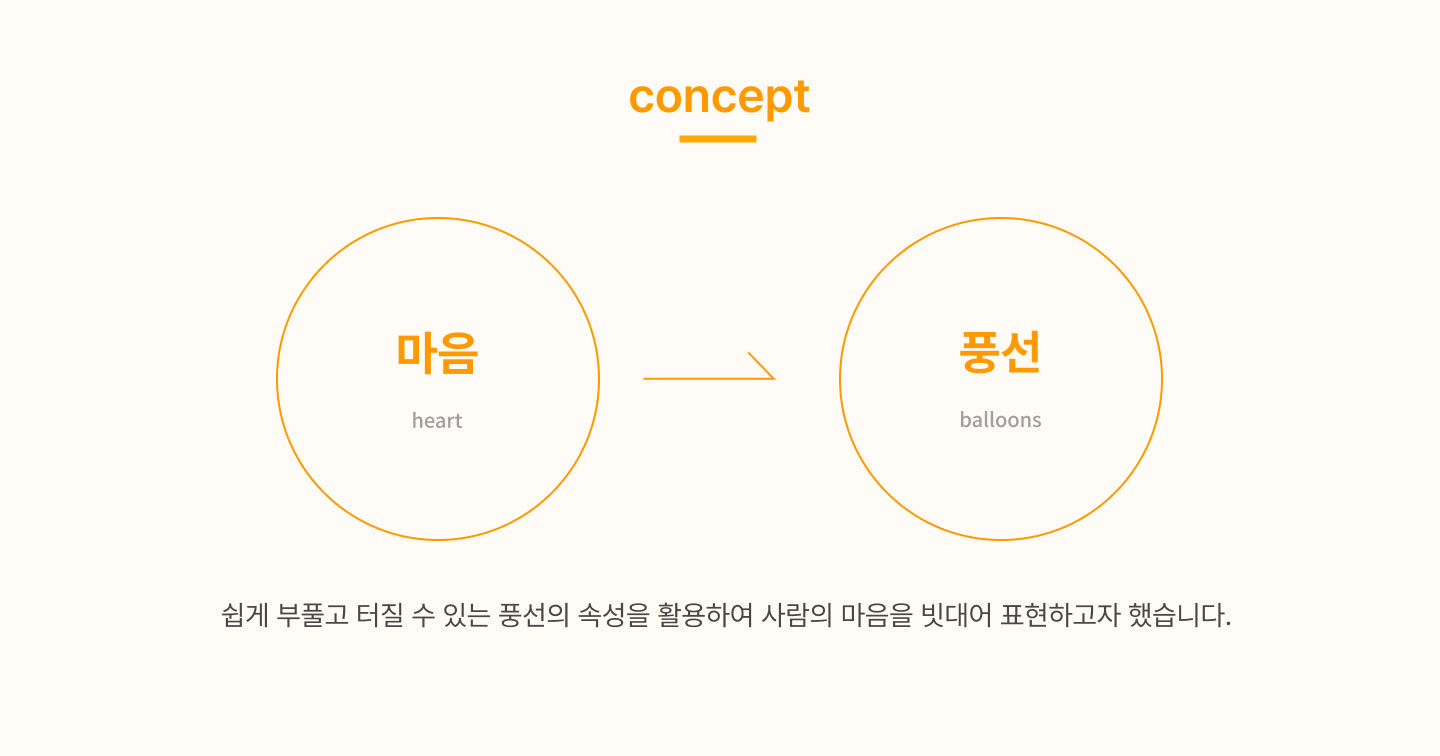 concept
마음
heart
풍선
balloons
쉽게 부풀고 터질 수 있는 풍선의 속성을 활용하여 사람의 마음을 빗대어 표현하고자 했습니다.